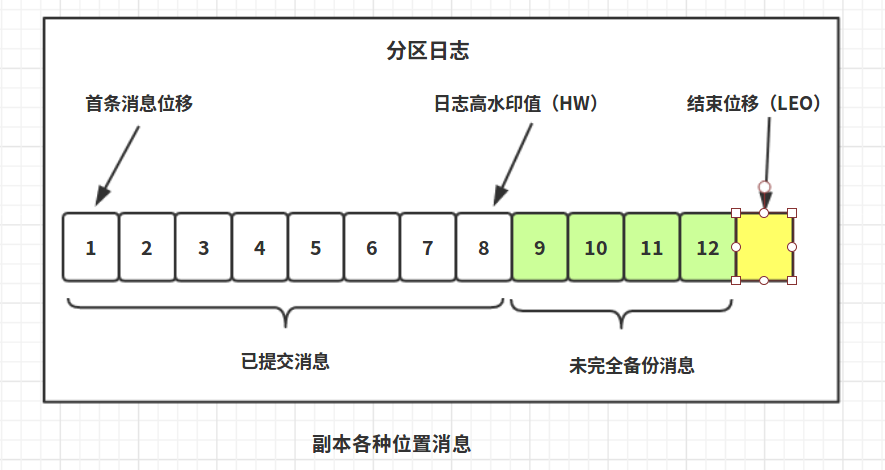 分区日志
首条消息位移
日志高水印值（HW）
结束位移（LEO）
1 2 3 4 5 6 7 8 9 10 11 12
已提交消息
未完全备份消息
副本各种位置消息